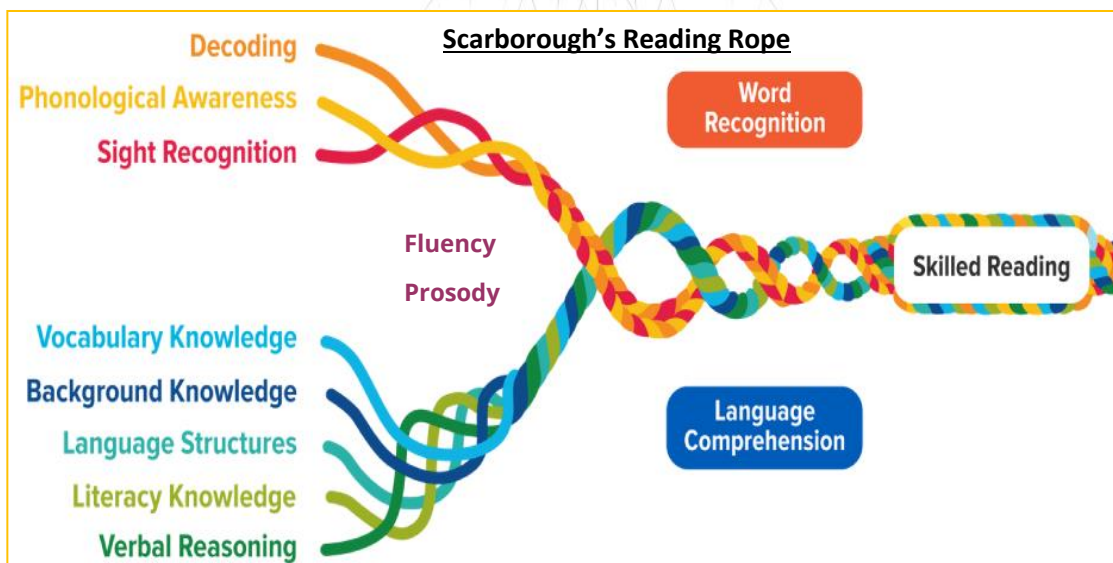 Scarborough's Reading Rope
Decoding
Phonological Awareness
Sight Recognition
Word
Recognition
Fluency
Prosody
Skilled Reading
Vocabulary Knowledge
Background Knowledge
Language Structures
Literacy Knowledge
Verbal Reasoning
Language
Comprehension